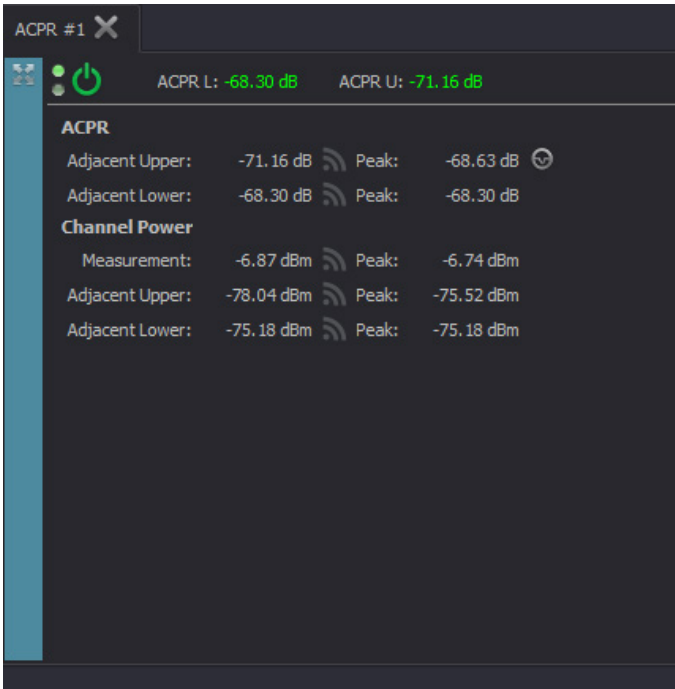 ACPR #1
ACPR L: -68.30 dB ACPR U: -71.16 dB
ACPR
Adjacent Upper: -71.16 dB Peak: -68.63 dB
Adjacent Lower: -68.30 dB Peak: -68.30 dB
Channel Power
Measurement: -6.87 dBm Peak: -6.74 dBm
Adjacent Upper: -78.04 dBm Peak: -75.52 dBm
Adjacent Lower: -75.18 dBm Peak: -75.18 dBm